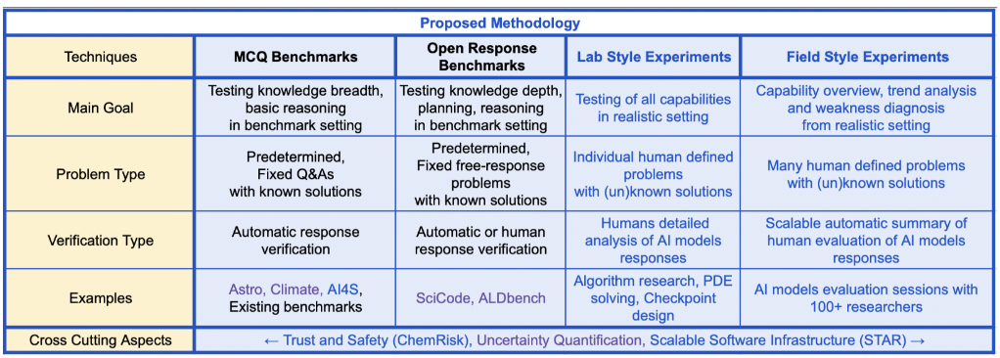 Proposed Methodology
Techniques
MCQ Benchmarks
Open Response
Benchmarks
Lab Style Experiments
Field Style Experiments
Main Goal
Testing knowledge breadth,
basic reasoning
in benchmark setting
Testing knowledge depth,
planning, reasoning
in benchmark setting
Testing of all capabilities
in realistic setting
Capability overview, trend analysis
and weakness diagnosis
from realistic setting
Problem Type
Predetermined,
Fixed Q&As
with known solutions
Predetermined,
Fixed free-response
problems
with known solutions
Individual human defined
problems
with (un)known solutions
Many human defined problems
with (un)known solutions
Verification Type
Automatic response
verification
Automatic or human
response verification
Humans detailed
analysis of AI models
responses
Scalable automatic summary of
human evaluation of AI models
responses
Examples
Astro, Climate, AI4S,
Existing benchmarks
SciCode, ALDbench
Algorithm research, PDE
solving, Checkpoint
design
AI models evaluation sessions with
100+ researchers
Cross Cutting Aspects
← Trust and Safety (ChemRisk), Uncertainty Quantification, Scalable Software Infrastructure (STAR) →